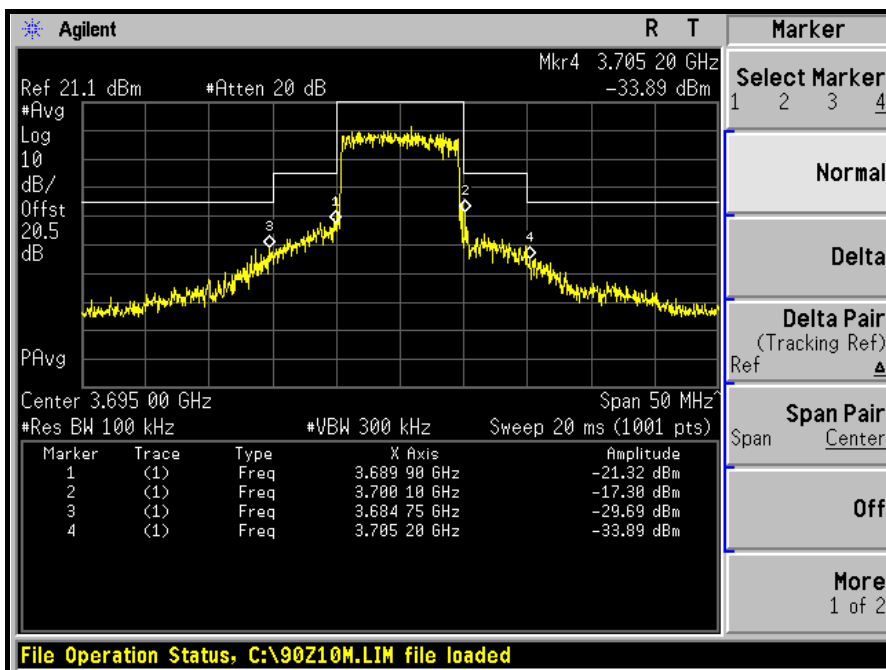 Agilent
R T
Mkr4 3.705 20 GHz
Ref 21.1 dBm #Atten 20 dB -33.89 dBm
#Avg
Log
10
dB/
Offst
20.5
dB
1
2
3
4
PAvg
Center 3.695 00 GHz Span 50 MHz^
#Res BW 100 kHz #VBW 300 kHz Sweep 20 ms (1001 pts)
Marker Trace Type X Axis Amplitude
1 (1) Freq 3.689 90 GHz -21.32 dBm
2 (1) Freq 3.700 10 GHz -17.30 dBm
3 (1) Freq 3.684 75 GHz -29.69 dBm
4 (1) Freq 3.705 20 GHz -33.89 dBm
File Operation Status, C:\90Z10M.LIM file loaded
Marker
Select Marker
1 2 3 4
Normal
Delta
Delta Pair
(Tracking Ref)
Ref Δ
Span Pair
Span Center
Off
More
1 of 2